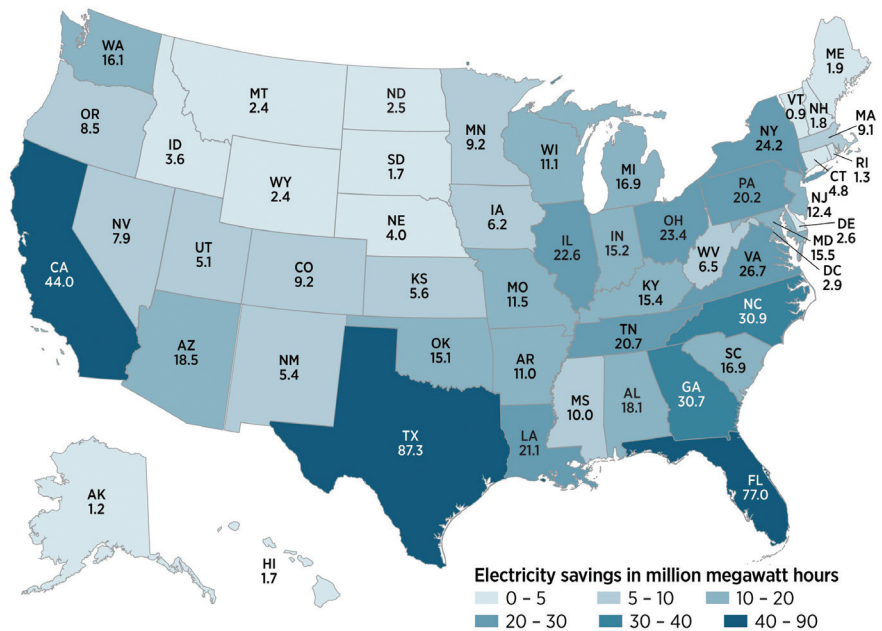 WA
16.1
OR
8.5
CA
44.0
NV
7.9
ID
3.6
MT
2.4
WY
2.4
UT
5.1
AZ
18.5
CO
9.2
NM
5.4
ND
2.5
SD
1.7
NE
4.0
KS
5.6
OK
15.1
TX
87.3
MN
9.2
IA
6.2
MO
11.5
AR
11.0
LA
21.1
WI
11.1
IL
22.6
MI
16.9
IN
15.2
OH
23.4
KY
15.4
TN
20.7
MS
10.0
AL
18.1
GA
30.7
FL
77.0
SC
16.9
NC
30.9
VA
26.7
WV
6.5
PA
20.2
NY
24.2
VT
0.9
NH
1.8
ME
1.9
MA
9.1
RI
1.3
CT
4.8
NJ
12.4
DE
2.6
MD
15.5
DC
2.9
AK
1.2
HI
1.7
Electricity savings in million megawatt hours
0 – 5 5 – 10 10 – 20
20 – 30 30 – 40 40 – 90